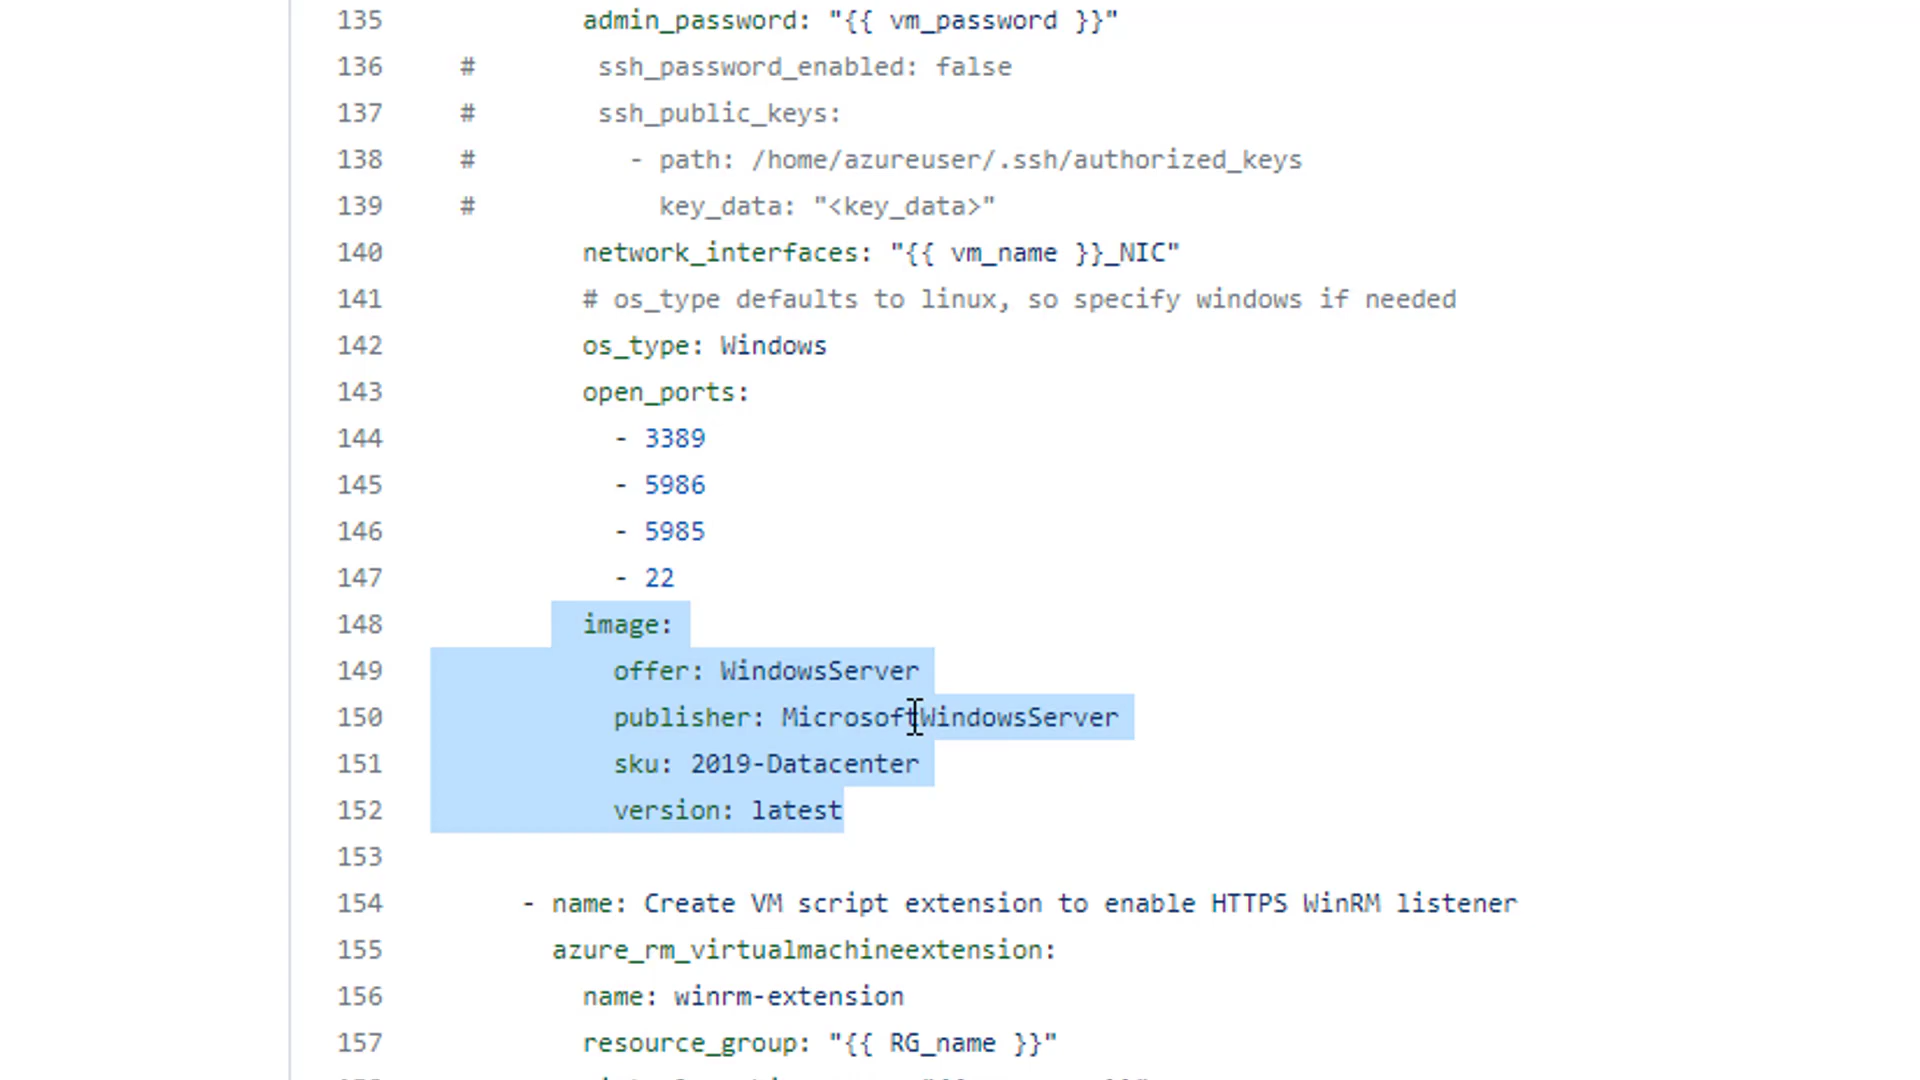 135 admin_password: "{{ vm_password }}"
136 # ssh_password_enabled: false
137 # ssh_public_keys:
138 # - path: /home/azureuser/.ssh/authorized_keys
139 # key_data: "<key_data>"
140 network_interfaces: "{{ vm_name }}_NIC"
141 # os_type defaults to linux, so specify windows if needed
142 os_type: Windows
143 open_ports:
144 - 3389
145 - 5986
146 - 5985
147 - 22
148 image:
149 offer: WindowsServer
150 publisher: MicrosoftWindowsServer
151 sku: 2019-Datacenter
152 version: latest
153
154 - name: Create VM script extension to enable HTTPS WinRM listener
155 azure_rm_virtualmachineextension:
156 name: winrm-extension
157 resource_group: "{{ RG_name }}"